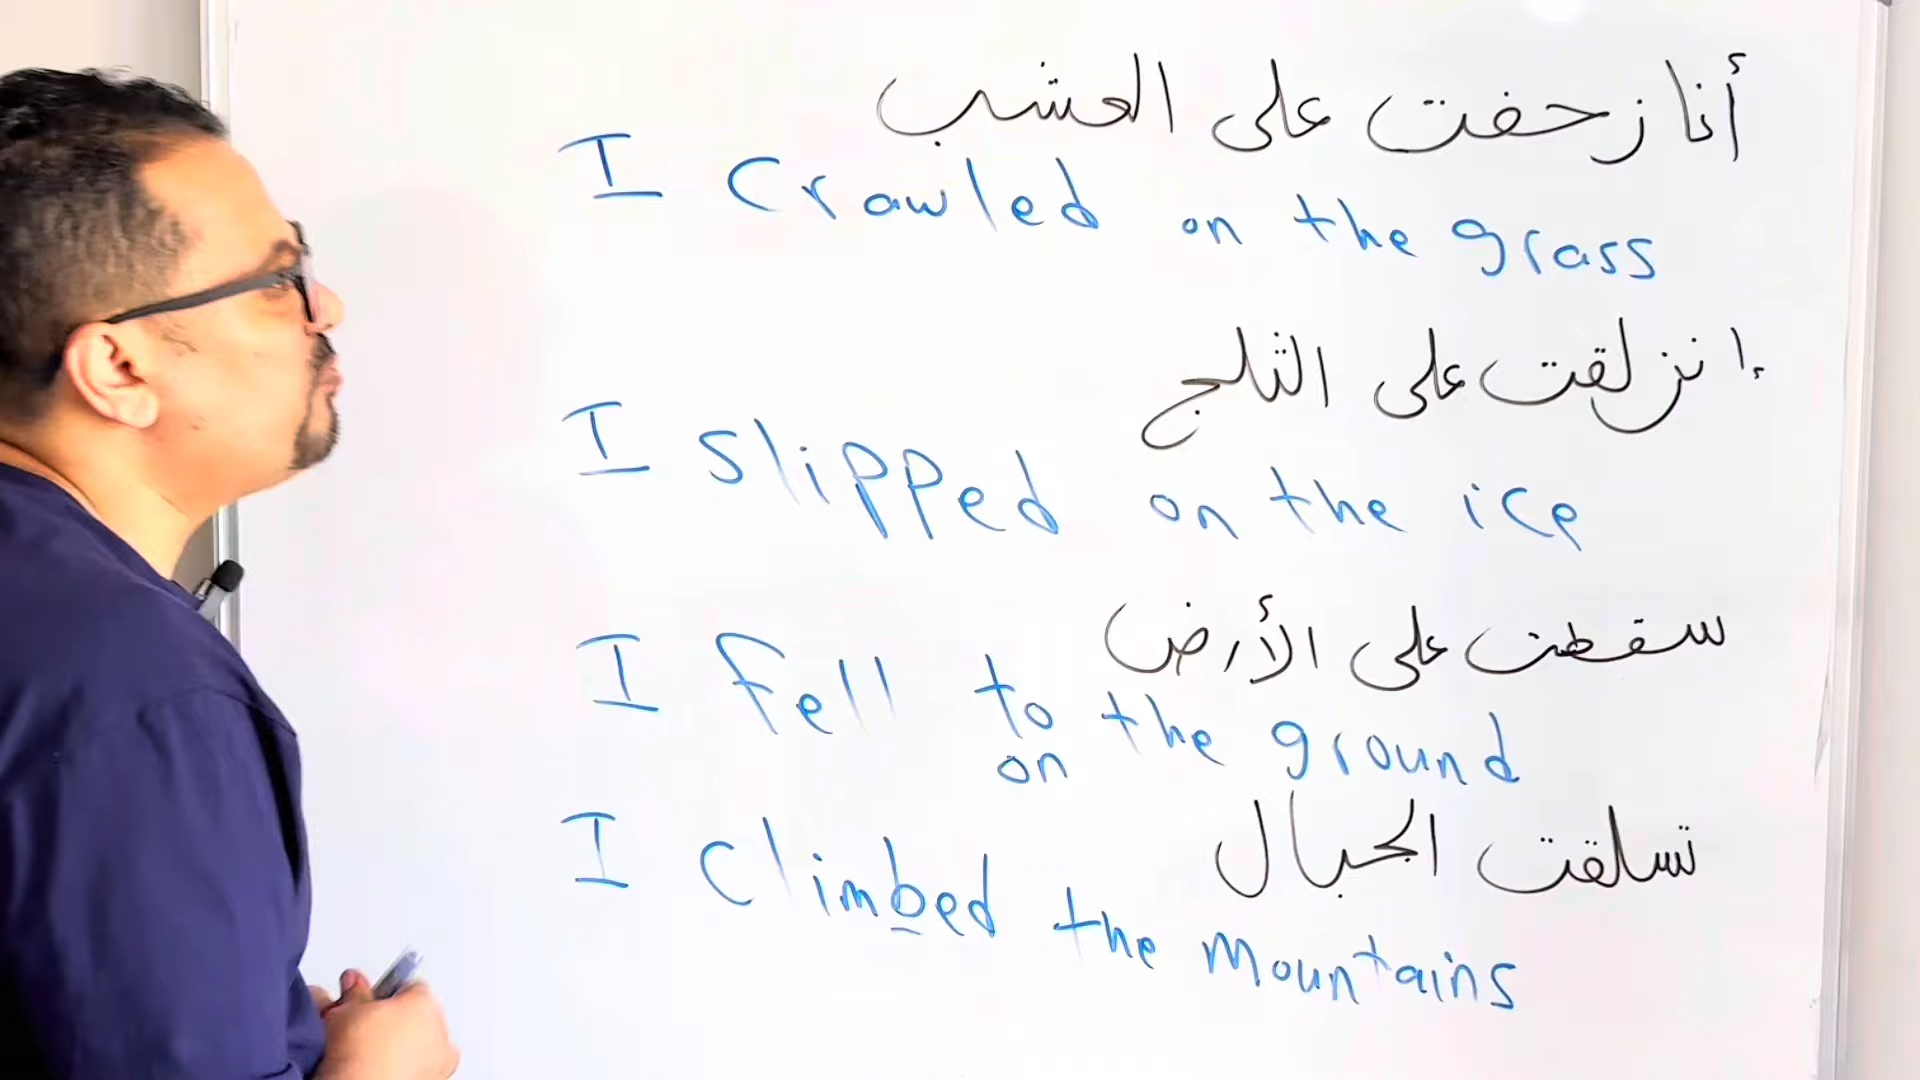 أنا زحفت على العشب
I crawled on the grass
إنزلقت على الثلج
I slipped on the ice
سقطت على الأرض
I fell to the ground
on
تسلقت الجبال
I climbed the mountains